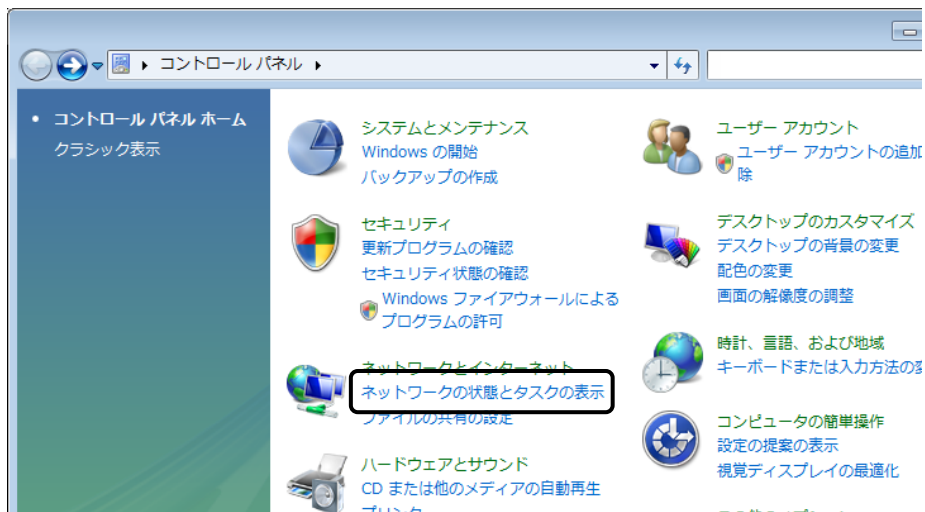 コントロール パネル
コントロール パネル ホーム
クラシック表示
システムとメンテナンス
Windows の開始
バックアップの作成
セキュリティ
更新プログラムの確認
セキュリティ状態の確認
Windows ファイアウォールによる
プログラムの許可
ネットワークとインターネット
ネットワークの状態とタスクの表示
ファイルの共有の設定
ハードウェアとサウンド
CD または他のメディアの自動再生
プリンタ
ユーザー アカウント
ユーザー アカウントの追加
除
デスクトップのカスタマイズ
デスクトップの背景の変更
配色の変更
画面の解像度の調整
時計、言語、および地域
キーボードまたは入力方法の変
コンピュータの簡単操作
設定の提案の表示
視覚ディスプレイの最適化